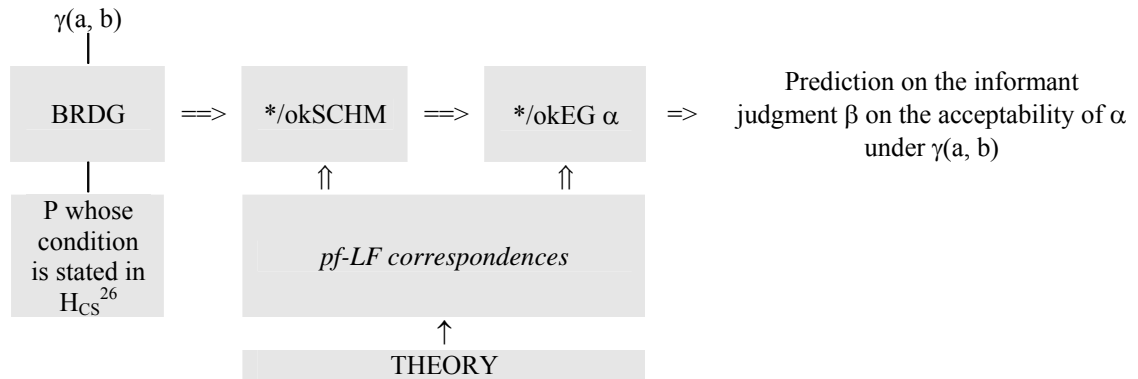 γ(a, b)
BRDG ==> */okSCHM ==> */okEG α => Prediction on the informant
judgment β on the acceptability of α
under γ(a, b)
⇑ ⇑
P whose
condition
is stated in
H_CS^26
pf-LF correspondences
↑
THEORY